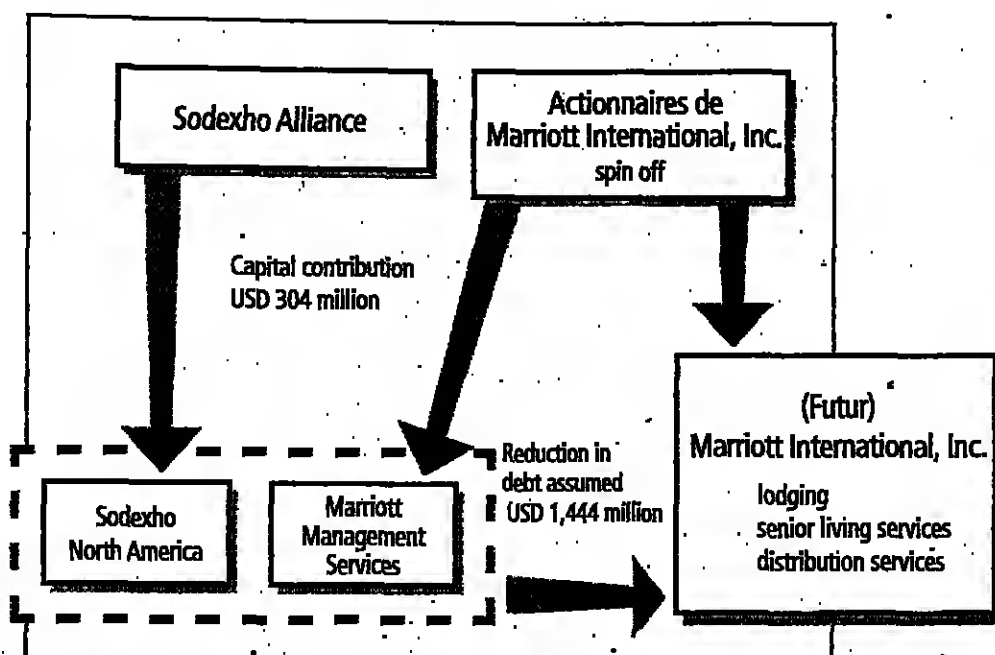 Sodexho Alliance
Actionnaires de
Marriott International, Inc.
spin off
Capital contribution
USD 304 million
(Futur)
Marriott International, Inc.
lodging
senior living services
distribution services
Reduction in
debt assumed
USD 1,444 million
Sodexho
North America
Marriott
Management
Services